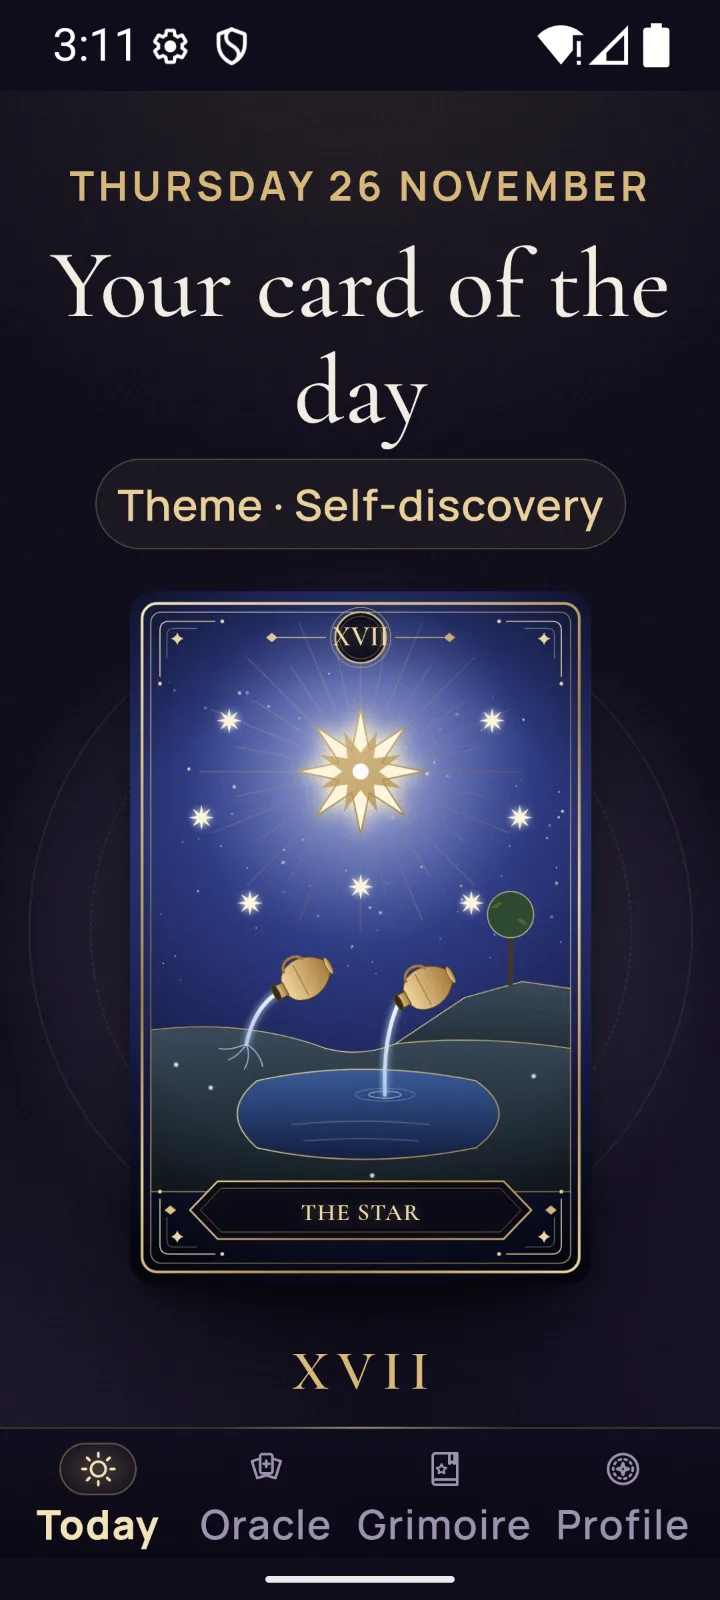 3:11
THURSDAY 26 NOVEMBER
Your card of the
day
Theme · Self-discovery
XVII
THE STAR
XVII
Today Oracle Grimoire Profile